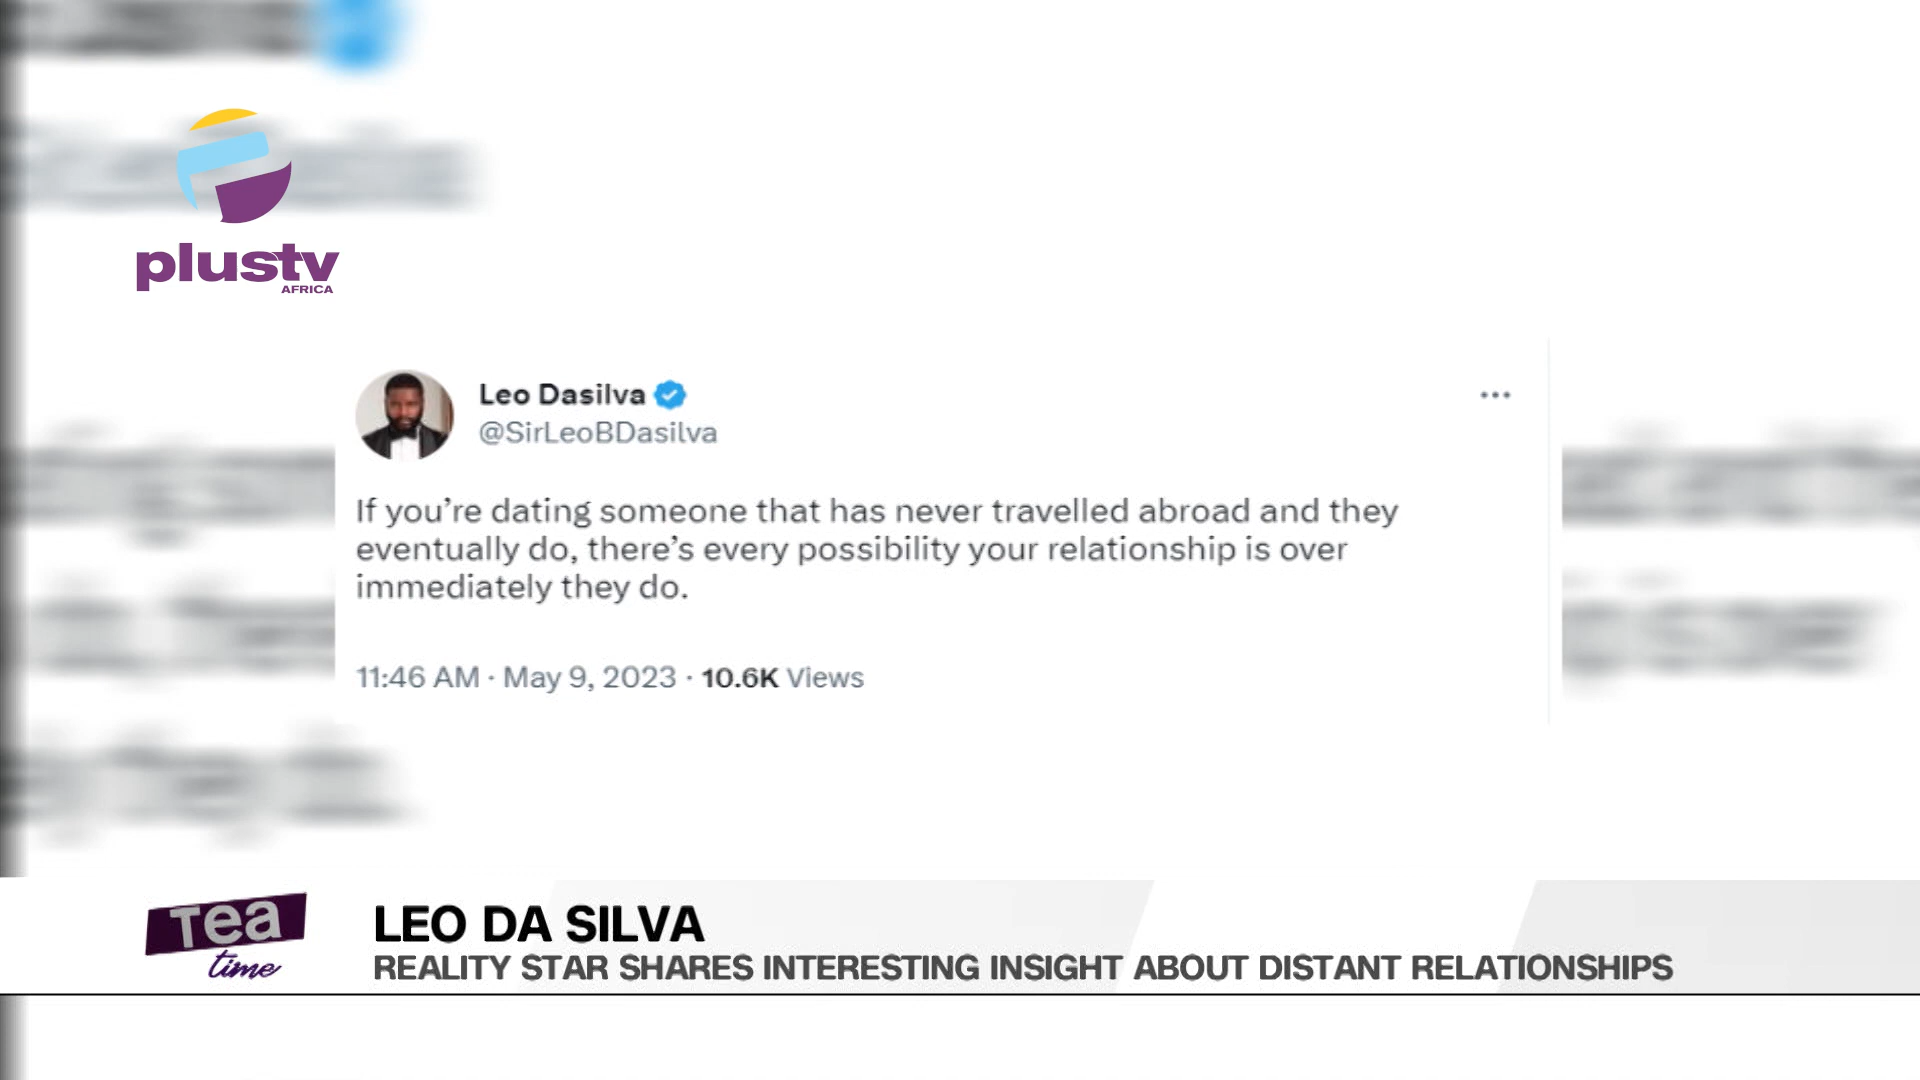 plustv
AFRICA
Leo Dasilva
@SirLeoBDasilva
If you’re dating someone that has never travelled abroad and they
eventually do, there’s every possibility your relationship is over
immediately they do.
11:46 AM · May 9, 2023 · 10.6K Views
Tea
time
LEO DA SILVA
REALITY STAR SHARES INTERESTING INSIGHT ABOUT DISTANT RELATIONSHIPS